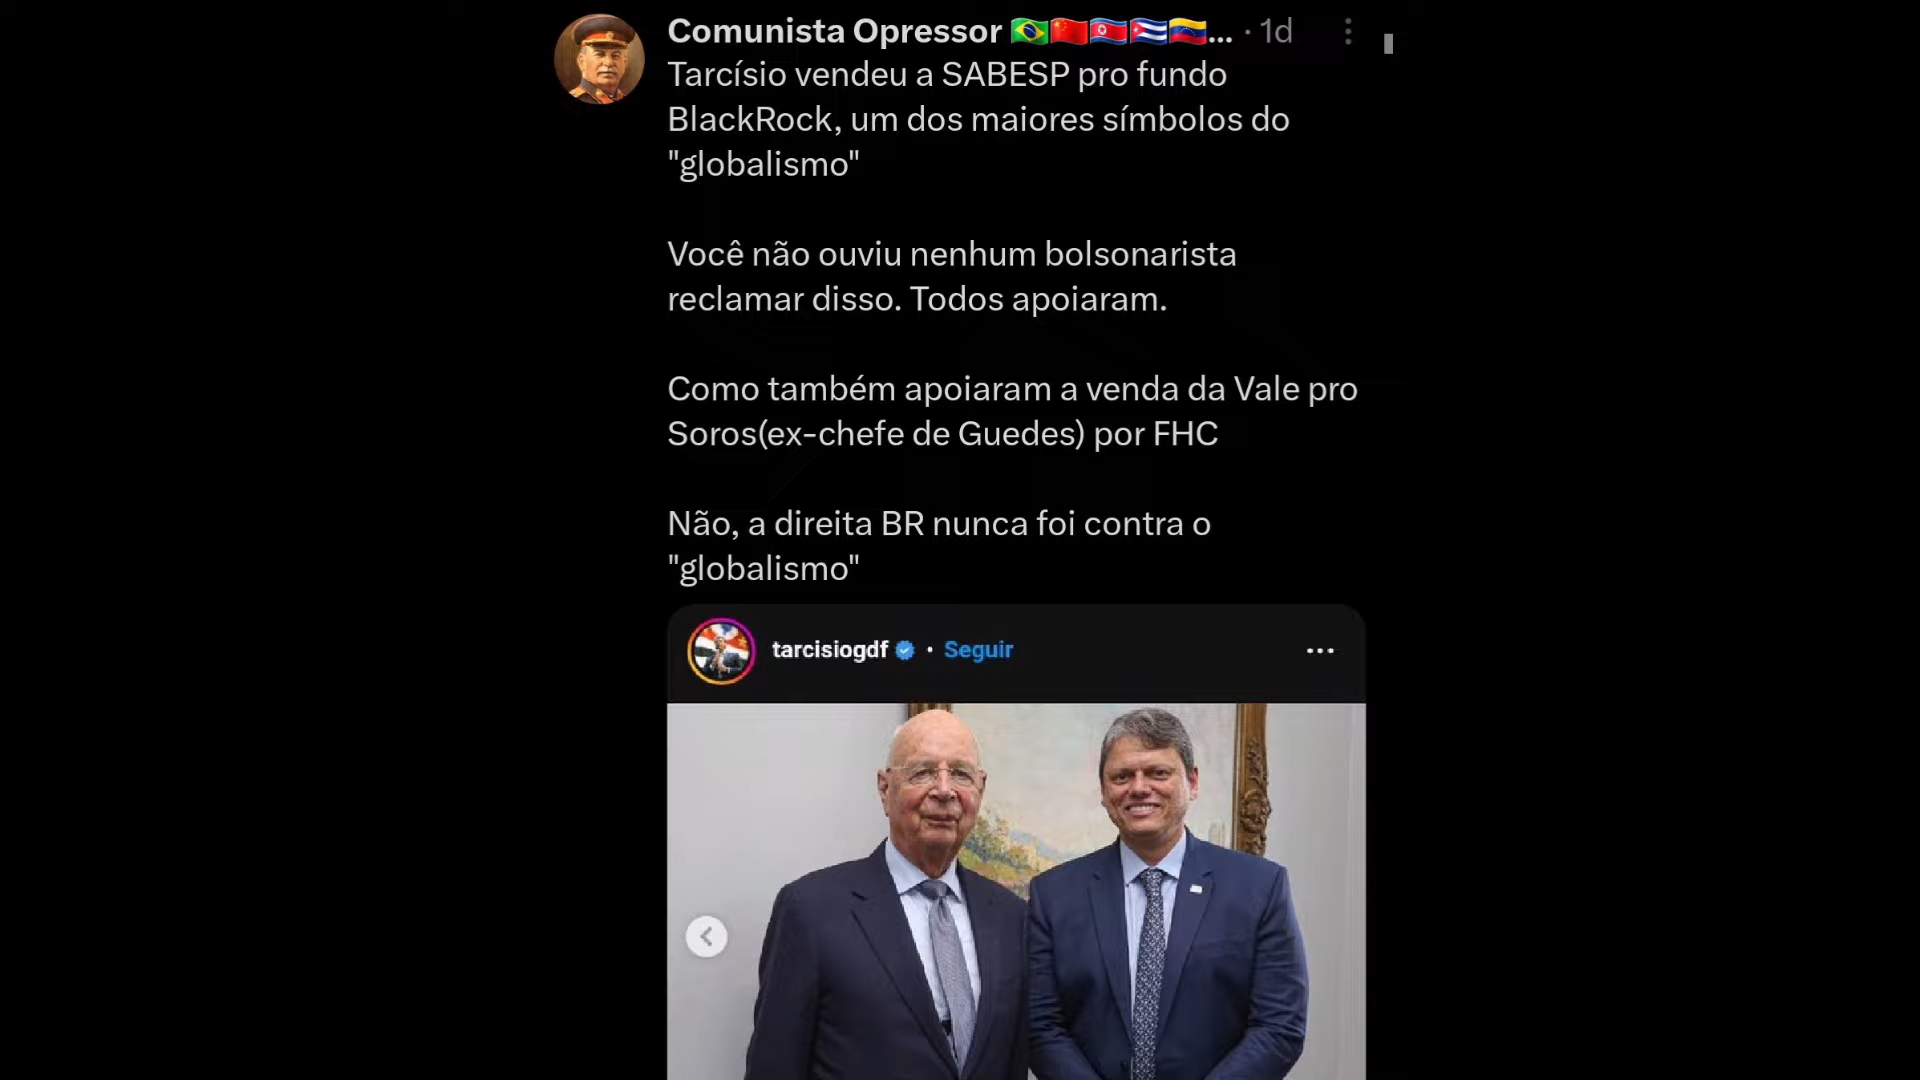 Comunista Opressor 🇧🇷🇨🇳🇰🇵🇨🇺🇻🇪... · 1d
Tarcísio vendeu a SABESP pro fundo
BlackRock, um dos maiores símbolos do
"globalismo"
Você não ouviu nenhum bolsonarista
reclamar disso. Todos apoiaram.
Como também apoiaram a venda da Vale pro
Soros(ex-chefe de Guedes) por FHC
Não, a direita BR nunca foi contra o
"globalismo"
tarcisiogdf • Seguir